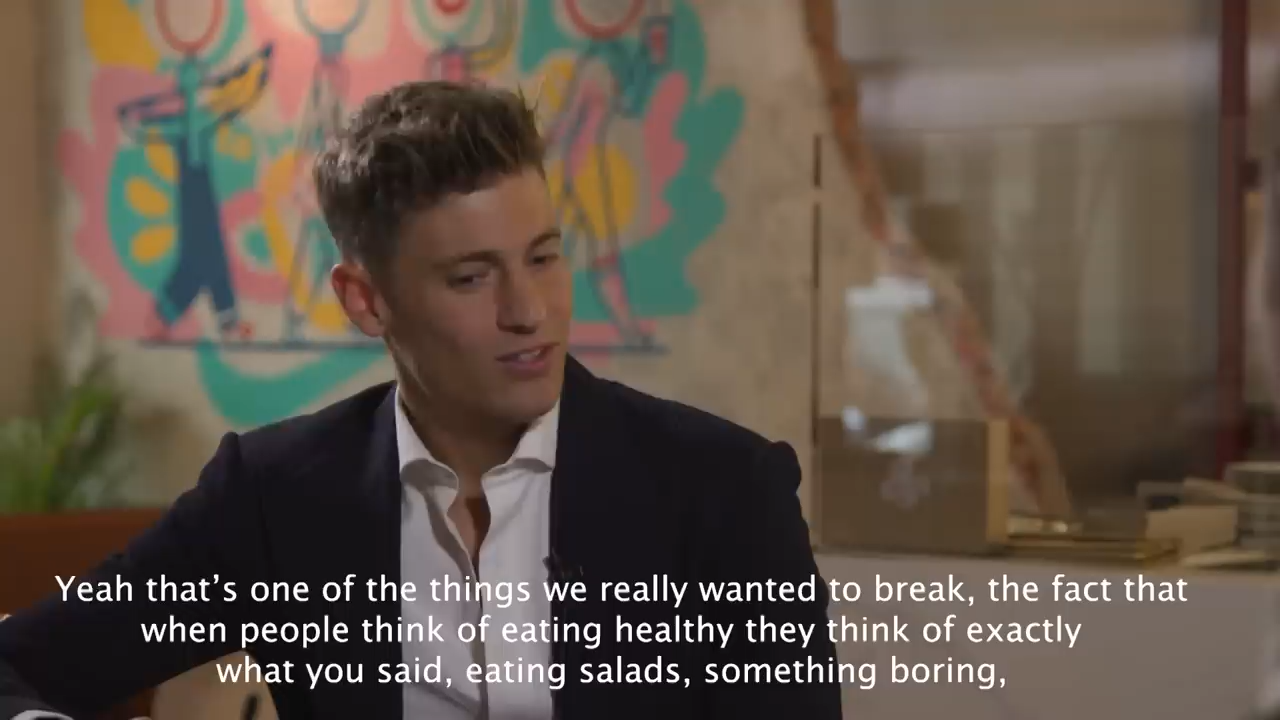 Yeah that’s one of the things we really wanted to break, the fact that
when people think of eating healthy they think of exactly
what you said, eating salads, something boring,